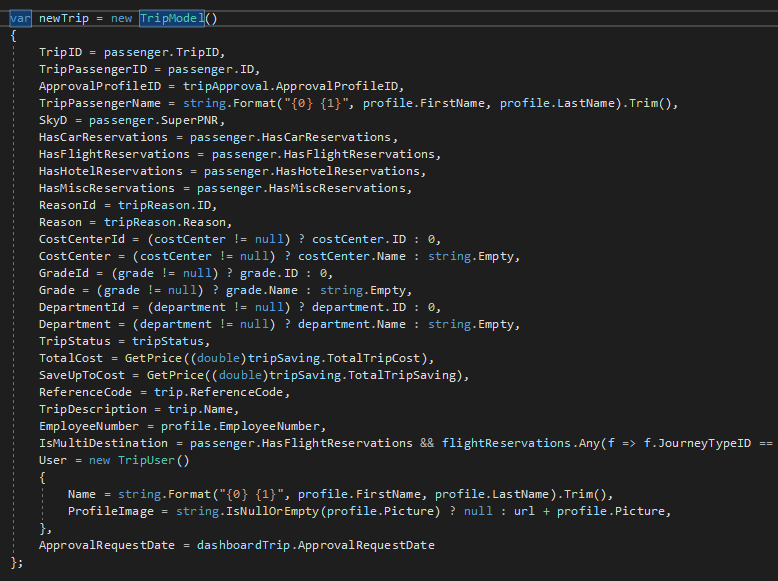 var newTrip = new TripModel()
{
TripID = passenger.TripID,
TripPassengerID = passenger.ID,
ApprovalProfileID = tripApproval.ApprovalProfileID,
TripPassengerName = string.Format("{0} {1}", profile.FirstName, profile.LastName).Trim(),
SkyD = passenger.SuperPNR,
HasCarReservations = passenger.HasCarReservations,
HasFlightReservations = passenger.HasFlightReservations,
HasHotelReservations = passenger.HasHotelReservations,
HasMiscReservations = passenger.HasMiscReservations,
ReasonId = tripReason.ID,
Reason = tripReason.Reason,
CostCenterId = (costCenter != null) ? costCenter.ID : 0,
CostCenter = (costCenter != null) ? costCenter.Name : string.Empty,
GradeId = (grade != null) ? grade.ID : 0,
Grade = (grade != null) ? grade.Name : string.Empty,
DepartmentId = (department != null) ? department.ID : 0,
Department = (department != null) ? department.Name : string.Empty,
TripStatus = tripStatus,
TotalCost = GetPrice((double)tripSaving.TotalTripCost),
SaveUpToCost = GetPrice((double)tripSaving.TotalTripSaving),
ReferenceCode = trip.ReferenceCode,
TripDescription = trip.Name,
EmployeeNumber = profile.EmployeeNumber,
IsMultiDestination = passenger.HasFlightReservations && flightReservations.Any(f => f.JourneyTypeID ==
User = new TripUser()
{
Name = string.Format("{0} {1}", profile.FirstName, profile.LastName).Trim(),
ProfileImage = string.IsNullOrEmpty(profile.Picture) ? null : url + profile.Picture,
},
ApprovalRequestDate = dashboardTrip.ApprovalRequestDate
};